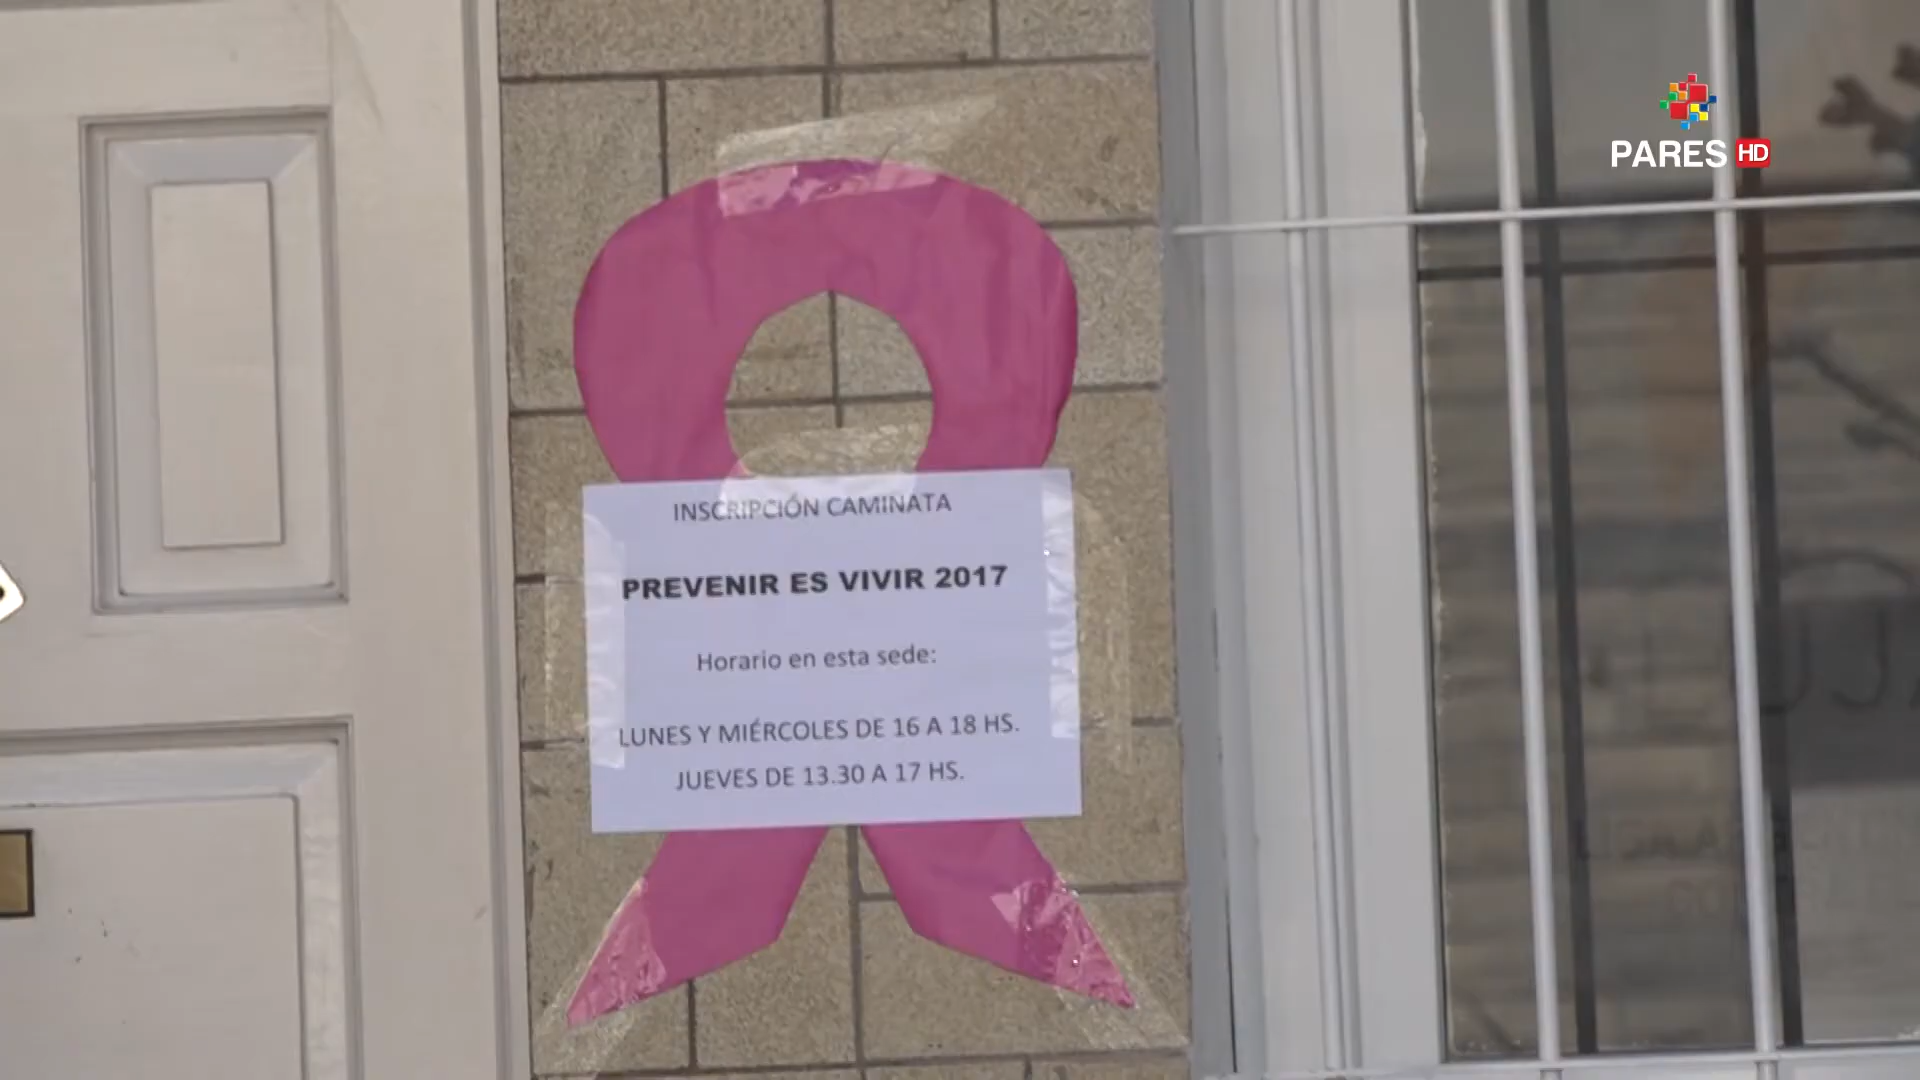 PARES HD
INSCRIPCIÓN CAMINATA
PREVENIR ES VIVIR 2017
Horario en esta sede:
LUNES Y MIÉRCOLES DE 16 A 18 HS.
JUEVES DE 13.30 A 17 HS.